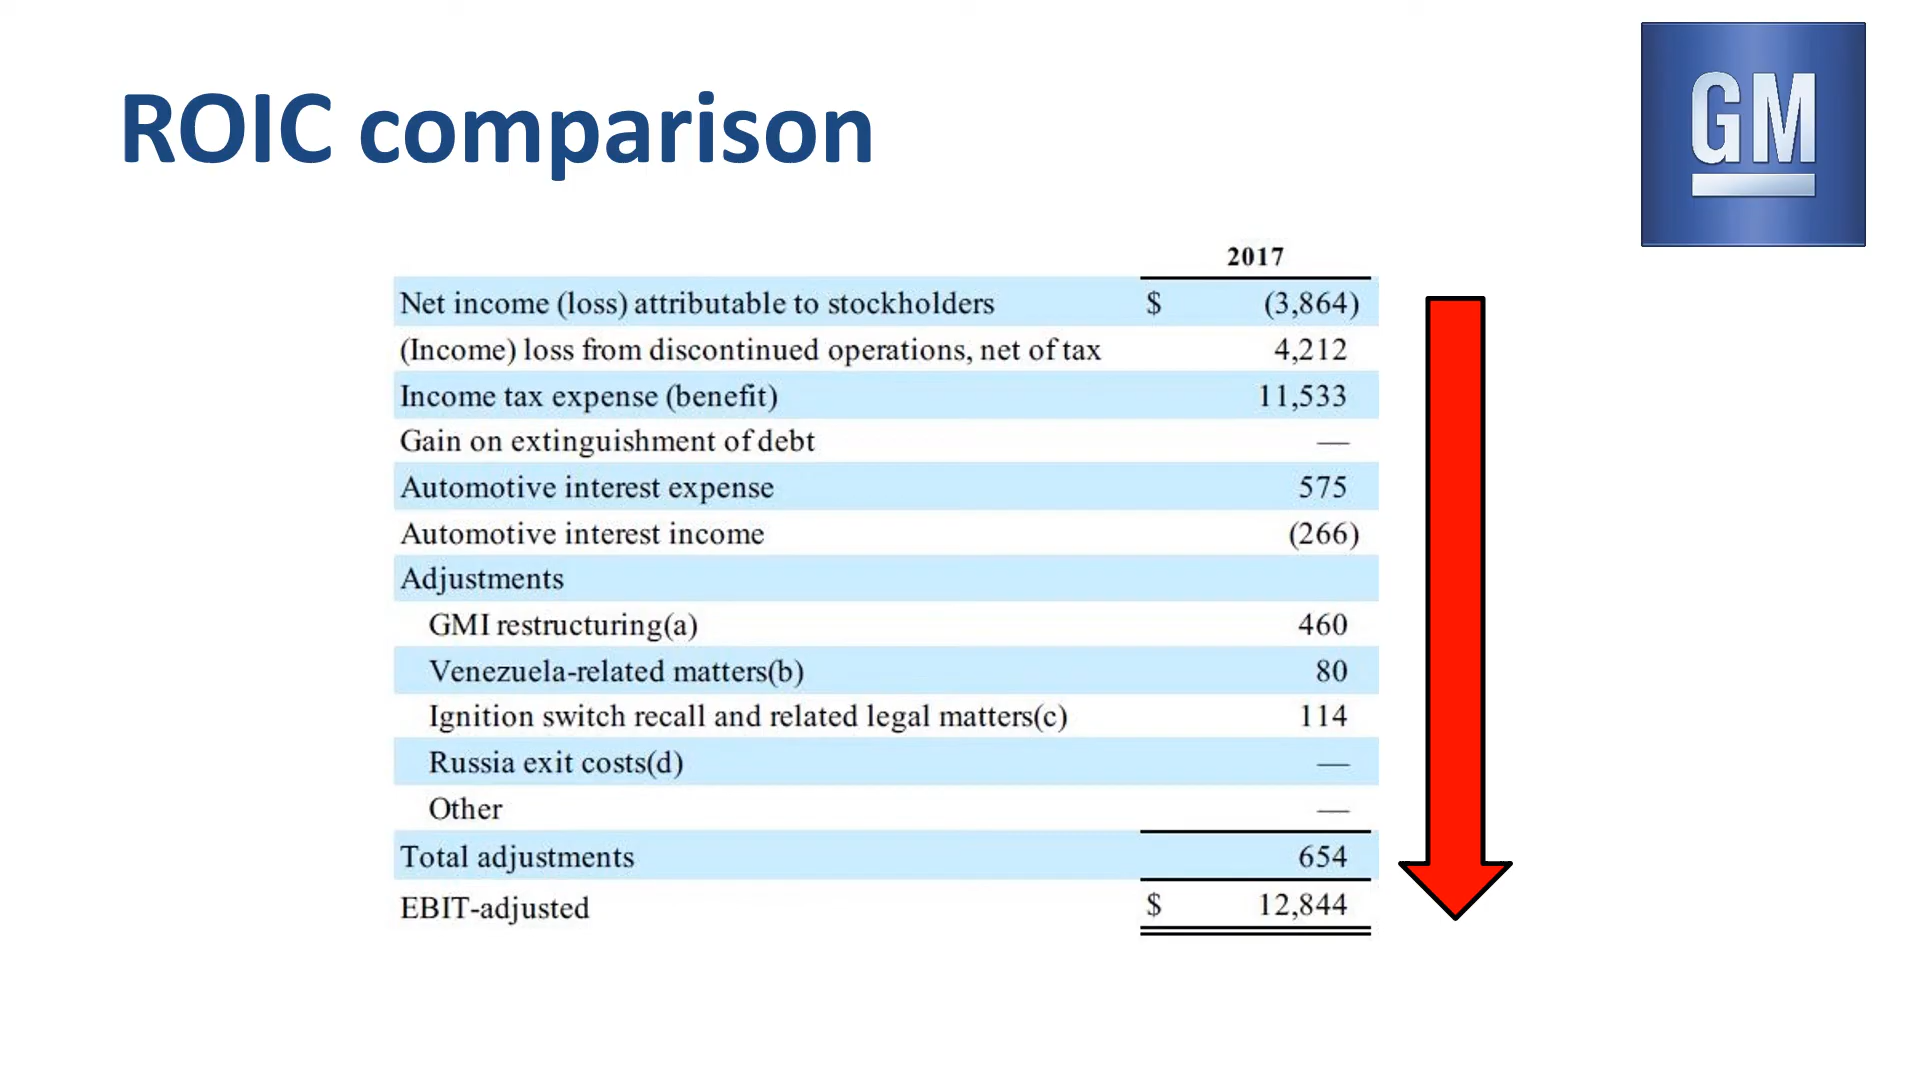 GM
ROIC comparison
2017
Net income (loss) attributable to stockholders $ (3,864)
(Income) loss from discontinued operations, net of tax 4,212
Income tax expense (benefit) 11,533
Gain on extinguishment of debt —
Automotive interest expense 575
Automotive interest income (266)
Adjustments
GMI restructuring(a) 460
Venezuela-related matters(b) 80
Ignition switch recall and related legal matters(c) 114
Russia exit costs(d) —
Other —
Total adjustments 654
EBIT-adjusted $ 12,844